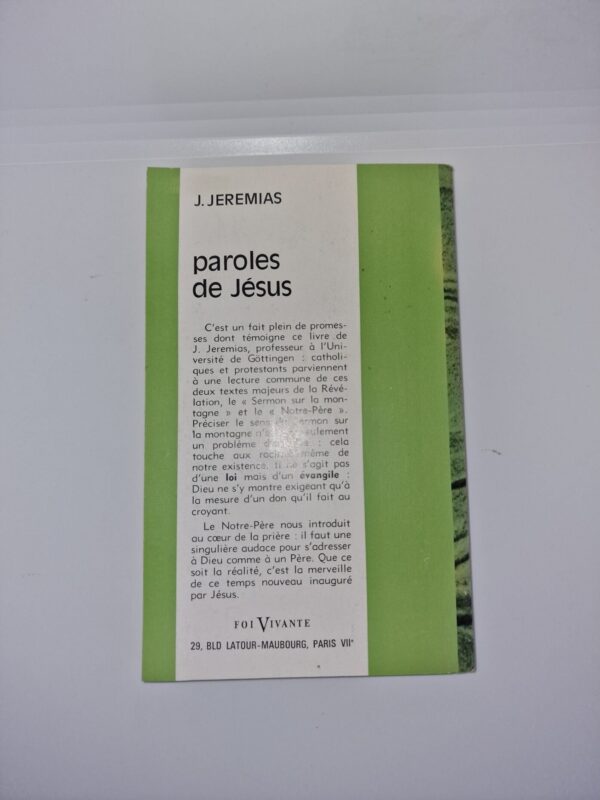 J. JEREMIAS
paroles
de Jésus
C'est un fait plein de promes-
ses dont témoigne ce livre de
J. Jeremias, professeur à l'Uni-
versité de Göttingen : catholi-
ques et protestants parviennent
à une lecture commune de ces
deux textes majeurs de la Révé-
lation, le « Sermon sur la mon-
tagne » et le « Notre-Père ».
Préciser le sens du Sermon sur
la montagne seulement
un problème : cela
touche aux même de
notre existence. s'agit pas
d'une loi mais d'un évangile :
Dieu ne s'y montre exigeant qu'à
la mesure d'un don qu'il fait au
croyant.
Le Notre-Père nous introduit
au cœur de la prière : il faut une
singulière audace pour s'adresser
à Dieu comme à un Père. Que ce
soit la réalité, c'est la merveille
de ce temps nouveau inauguré
par Jésus.
FOI VIVANTE
29, BLD LATOUR-MAUBOURG, PARIS VIIe